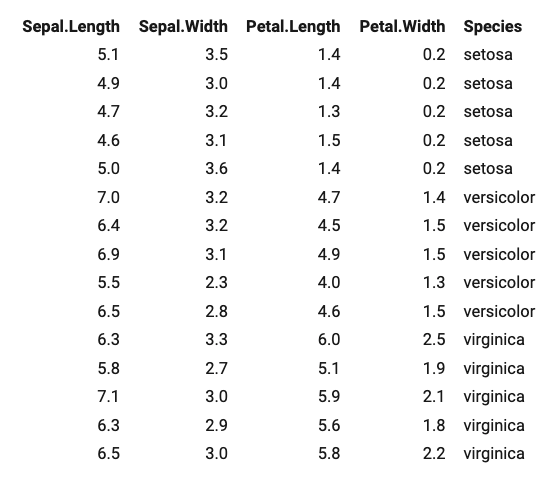 Sepal.Length Sepal.Width Petal.Length Petal.Width Species
5.1 3.5 1.4 0.2 setosa
4.9 3.0 1.4 0.2 setosa
4.7 3.2 1.3 0.2 setosa
4.6 3.1 1.5 0.2 setosa
5.0 3.6 1.4 0.2 setosa
7.0 3.2 4.7 1.4 versicolor
6.4 3.2 4.5 1.5 versicolor
6.9 3.1 4.9 1.5 versicolor
5.5 2.3 4.0 1.3 versicolor
6.5 2.8 4.6 1.5 versicolor
6.3 3.3 6.0 2.5 virginica
5.8 2.7 5.1 1.9 virginica
7.1 3.0 5.9 2.1 virginica
6.3 2.9 5.6 1.8 virginica
6.5 3.0 5.8 2.2 virginica